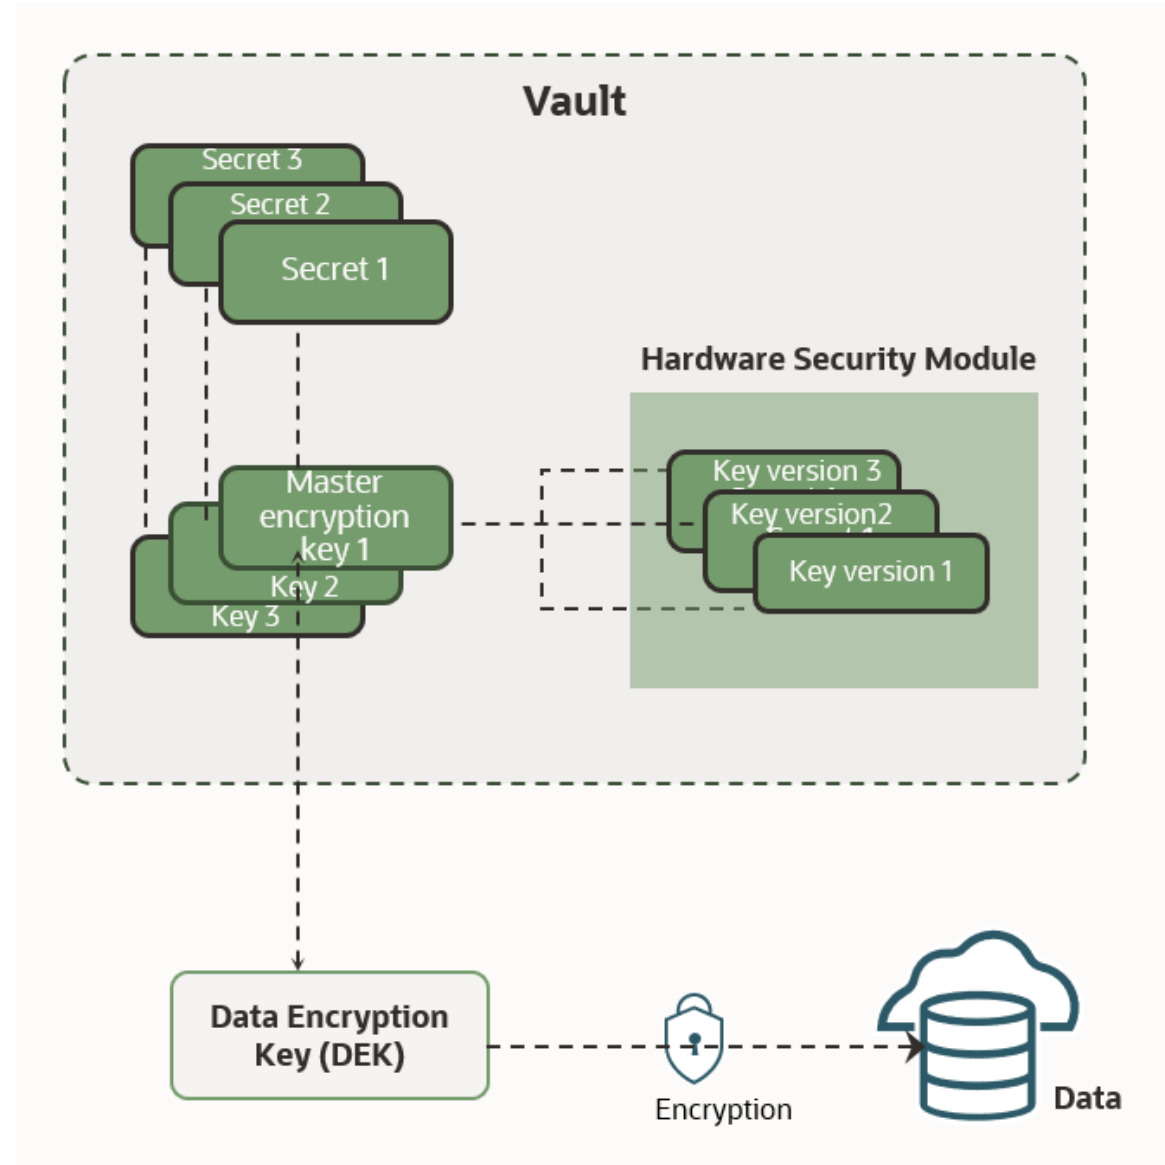 Vault
Secret 3
Secret 2
Secret 1
Hardware Security Module
Master
encryption
key 1
Key 2
Key 3
Key version 3
Key version2
Key version 1
Data Encryption
Key (DEK)
Encryption
Data